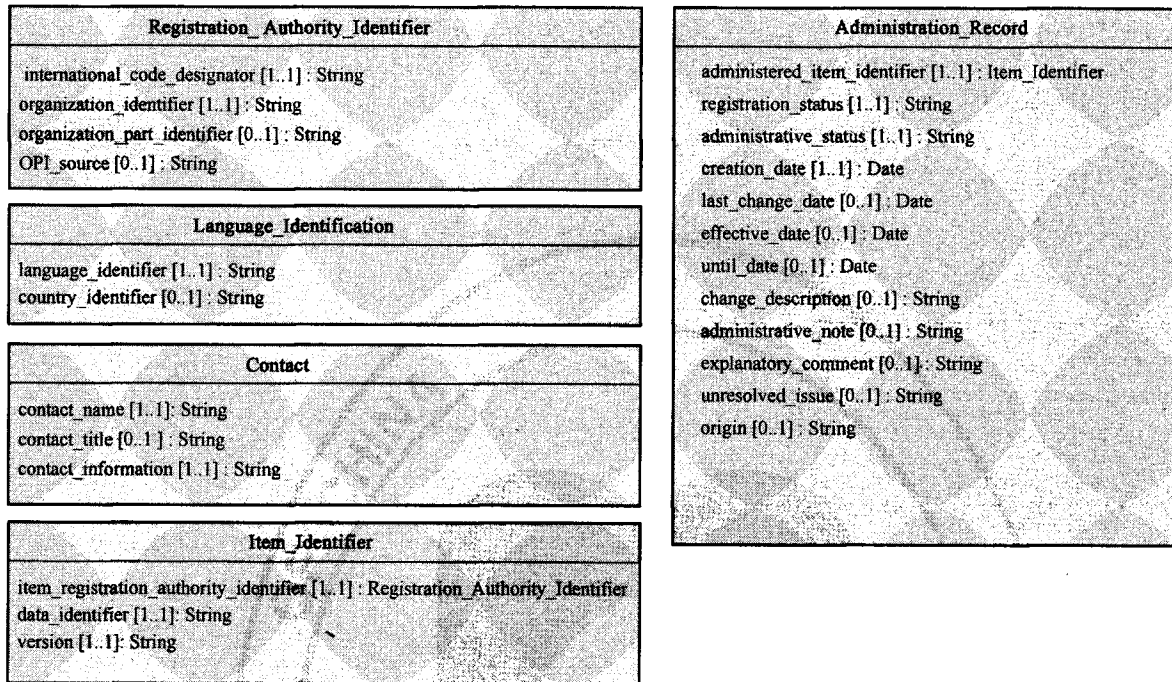 Registration_ Authority_Identifier
international_code_designator [1..1] : String
organization_identifier [1..1] : String
organization_part_identifier [0..1] : String
OPI_source [0..1] : String
Language_Identification
language_identifier [1..1] : String
country_identifier [0..1] : String
Contact
contact_name [1..1]: String
contact_title [0..1 ] : String
contact_information [1..1] : String
Item_Identifier
item_registration_authority_identifier [1..1] : Registration_Authority_Identifier
data_identifier [1..1]: String
version [1..1]: String
Administration_Record
administered_item_identifier [1..1] : Item_Identifier
registration_status [1..1] : String
administrative_status [1..1] : String
creation_date [1..1] : Date
last_change_date [0..1] : Date
effective_date [0..1] : Date
until_date [0..1] : Date
change_description [0..1] : String
administrative_note [0..1] : String
explanatory_comment [0..1] : String
unresolved_issue [0..1] : String
origin [0..1] : String